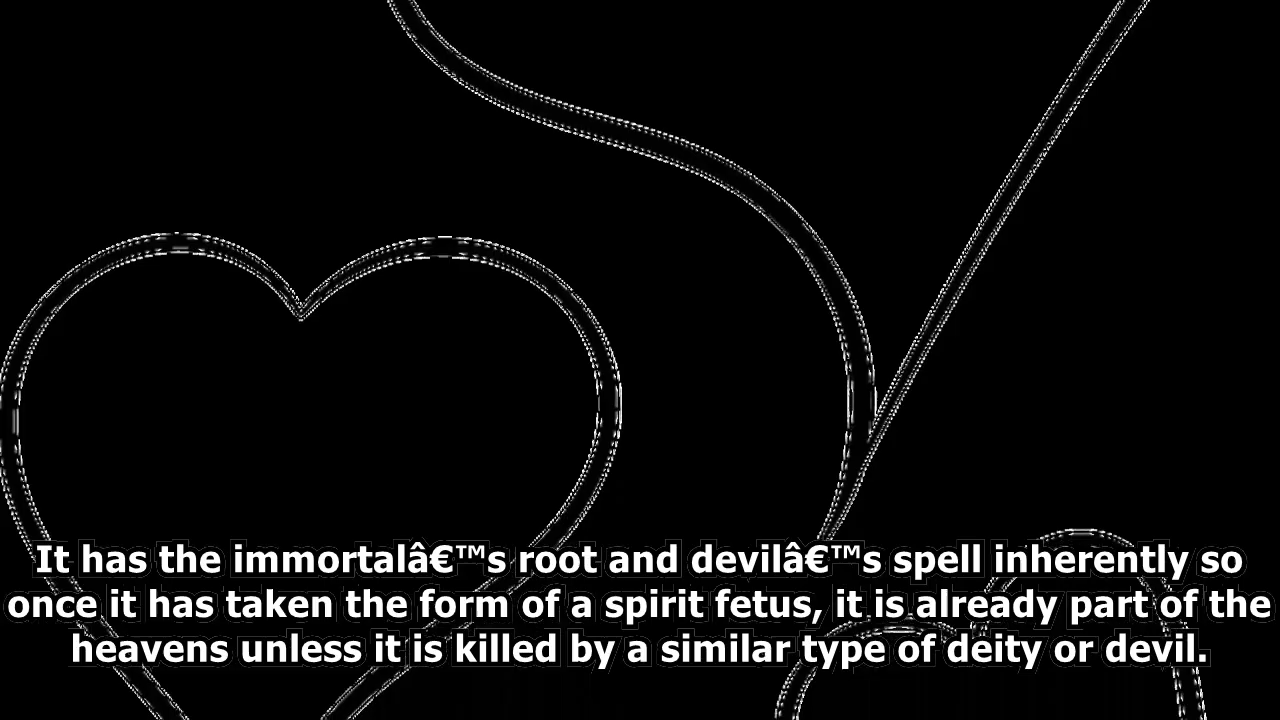 It has the immortalâ€™s root and devilâ€™s spell inherently so
once it has taken the form of a spirit fetus, it is already part of the
heavens unless it is killed by a similar type of deity or devil.